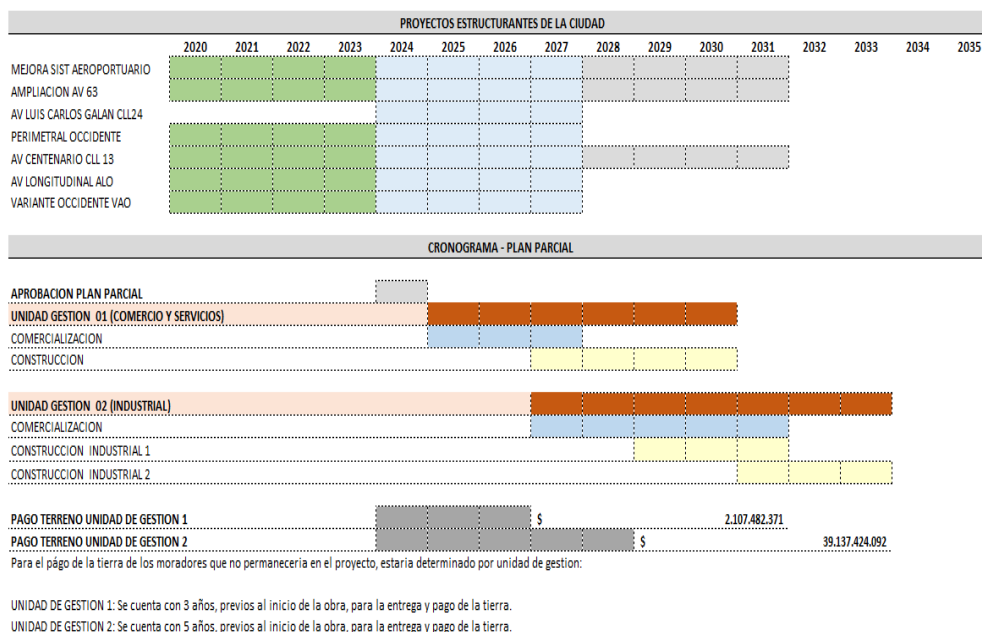 PROYECTOS ESTRUCTURANTES DE LA CIUDAD
2020 2021 2022 2023 2024 2025 2026 2027 2028 2029 2030 2031 2032 2033 2034 2035
MEJORA SIST AEROPORTUARIO
AMPLIACION AV 63
AV LUIS CARLOS GALAN CLL24
PERIMETRAL OCCIDENTE
AV CENTENARIO CLL 13
AV LONGITUDINAL ALO
VARIANTE OCCIDENTE VAO
CRONOGRAMA - PLAN PARCIAL
APROBACION PLAN PARCIAL
UNIDAD GESTION 01 (COMERCIO Y SERVICIOS)
COMERCIALIZACION
CONSTRUCCION
UNIDAD GESTION 02 (INDUSTRIAL)
COMERCIALIZACION
CONSTRUCCION INDUSTRIAL 1
CONSTRUCCION INDUSTRIAL 2
PAGO TERRENO UNIDAD DE GESTION 1 $ 2.107.482.371
PAGO TERRENO UNIDAD DE GESTION 2 $ 39.137.424.092
Para el págo de la tierra de los moradores que no permaneceria en el proyecto, estaria determinado por unidad de gestion:
UNIDAD DE GESTION 1: Se cuenta con 3 años, previos al inicio de la obra, para la entrega y pago de la tierra.
UNIDAD DE GESTION 2: Se cuenta con 5 años, previos al inicio de la obra, para la entrega y pago de la tierra.